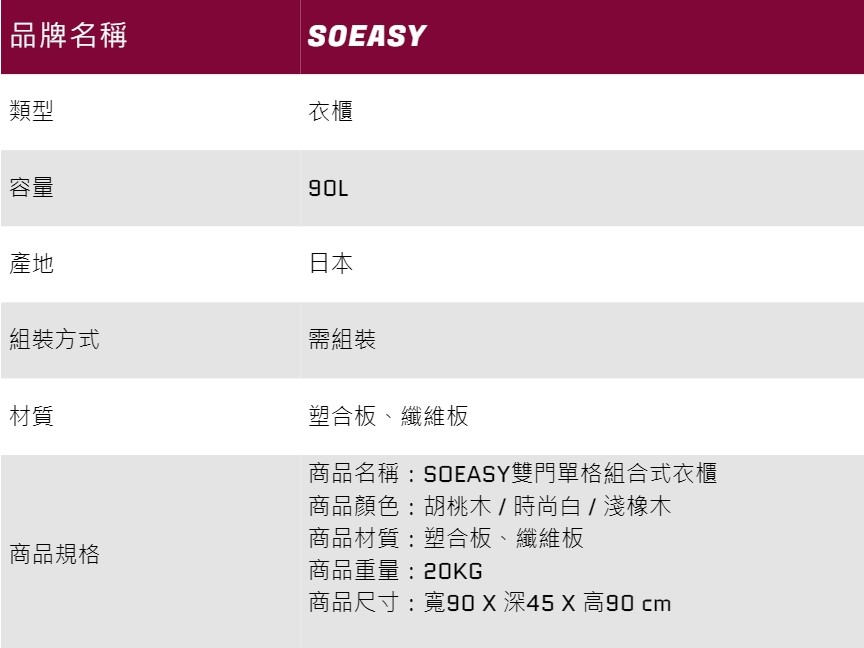 品牌名稱 SOEASY
類型 衣櫃
容量 90L
產地 日本
組裝方式 需組裝
材質 塑合板、纖維板
商品規格
商品名稱：SOEASY雙門單格組合式衣櫃
商品顏色：胡桃木 / 時尚白 / 淺橡木
商品材質：塑合板、纖維板
商品重量：20KG
商品尺寸：寬90 X 深45 X 高90 cm